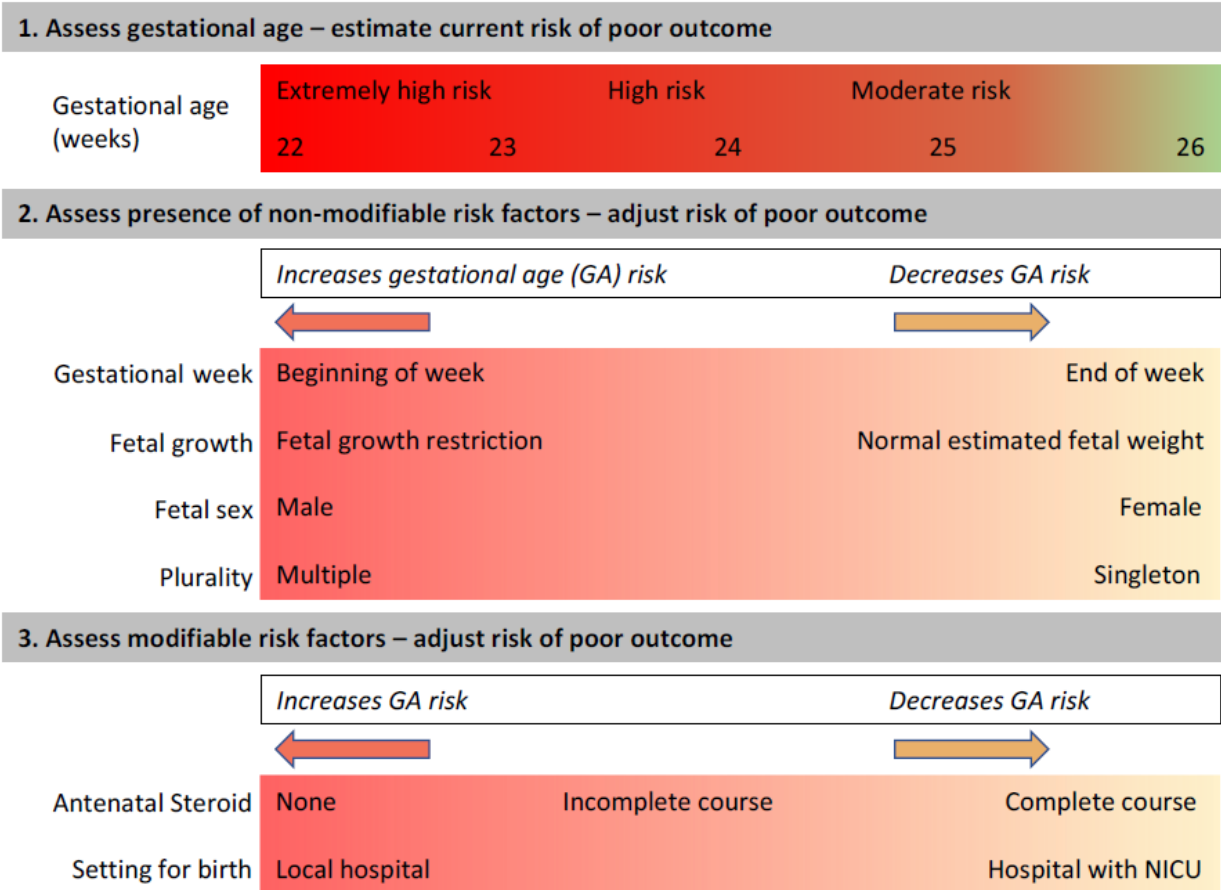 1. Assess gestational age – estimate current risk of poor outcome
Gestational age
(weeks)
Extremely high risk High risk Moderate risk
22 23 24 25 26
2. Assess presence of non-modifiable risk factors – adjust risk of poor outcome
Increases gestational age (GA) risk Decreases GA risk
Gestational week Beginning of week End of week
Fetal growth Fetal growth restriction Normal estimated fetal weight
Fetal sex Male Female
Plurality Multiple Singleton
3. Assess modifiable risk factors – adjust risk of poor outcome
Increases GA risk Decreases GA risk
Antenatal Steroid None Incomplete course Complete course
Setting for birth Local hospital Hospital with NICU